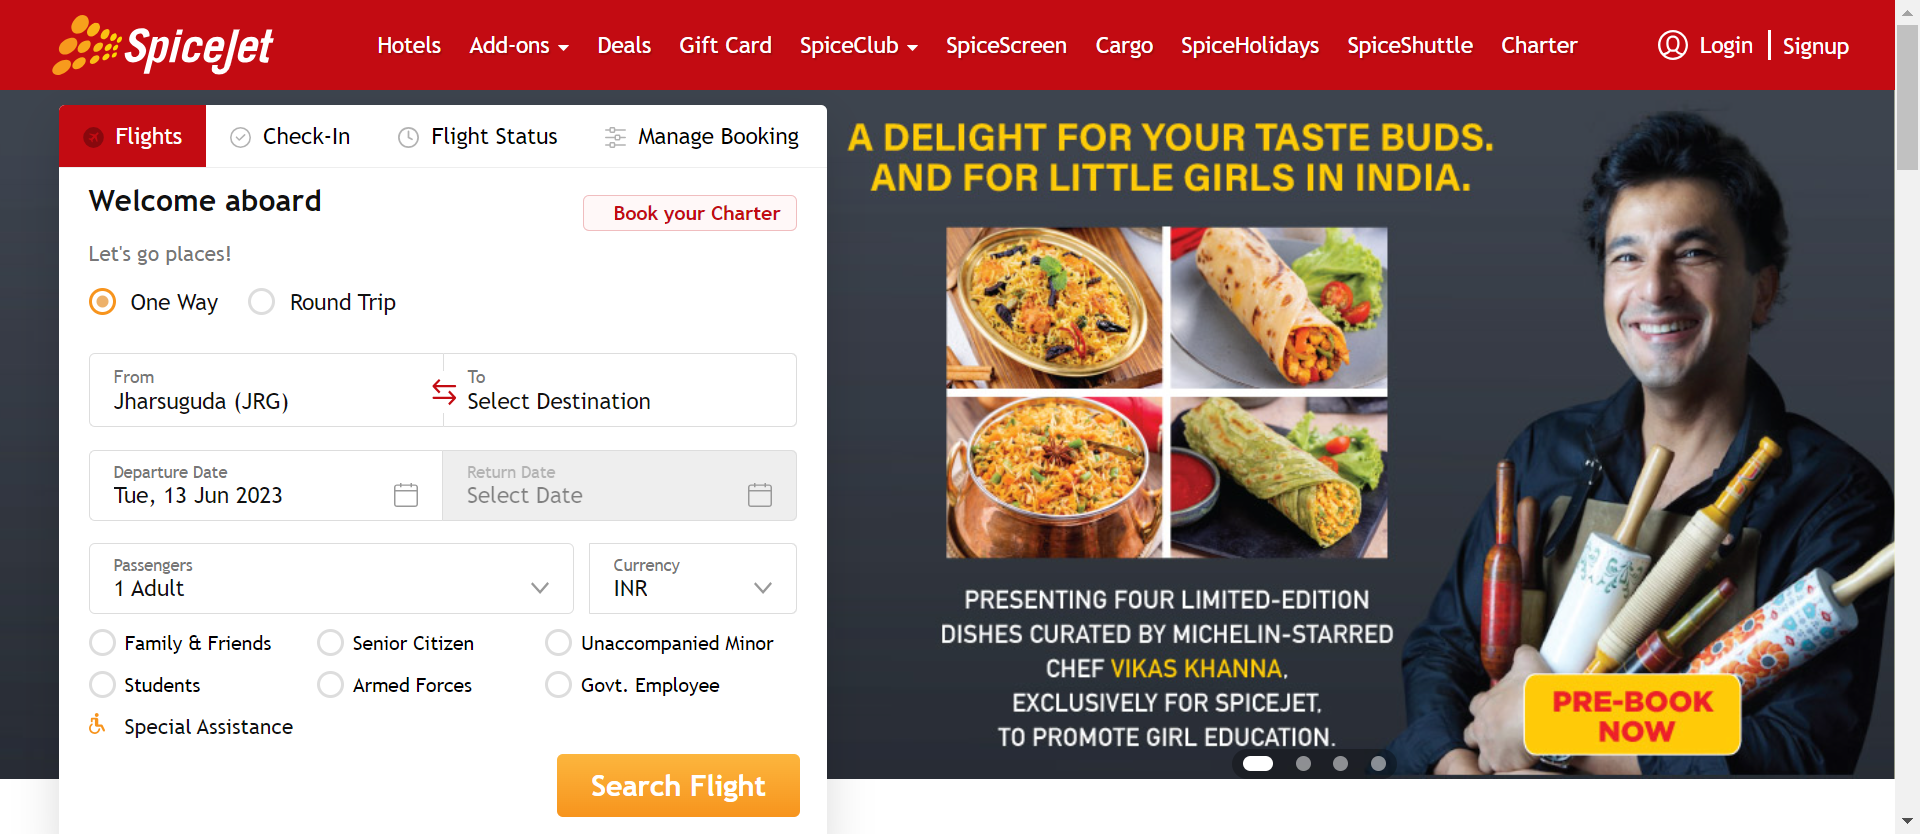 SpiceJet
Hotels Add-ons Deals Gift Card SpiceClub SpiceScreen Cargo SpiceHolidays SpiceShuttle Charter Login Signup
Flights Check-In Flight Status Manage Booking
Welcome aboard
Book your Charter
Let's go places!
One Way Round Trip
From
Jharsuguda (JRG)
To
Select Destination
Departure Date
Tue, 13 Jun 2023
Return Date
Select Date
Passengers
1 Adult
Currency
INR
Family & Friends Senior Citizen Unaccompanied Minor
Students Armed Forces Govt. Employee
Special Assistance
Search Flight
A DELIGHT FOR YOUR TASTE BUDS.
AND FOR LITTLE GIRLS IN INDIA.
PRESENTING FOUR LIMITED-EDITION
DISHES CURATED BY MICHELIN-STARRED
CHEF VIKAS KHANNA,
EXCLUSIVELY FOR SPICEJET,
TO PROMOTE GIRL EDUCATION.
PRE-BOOK
NOW